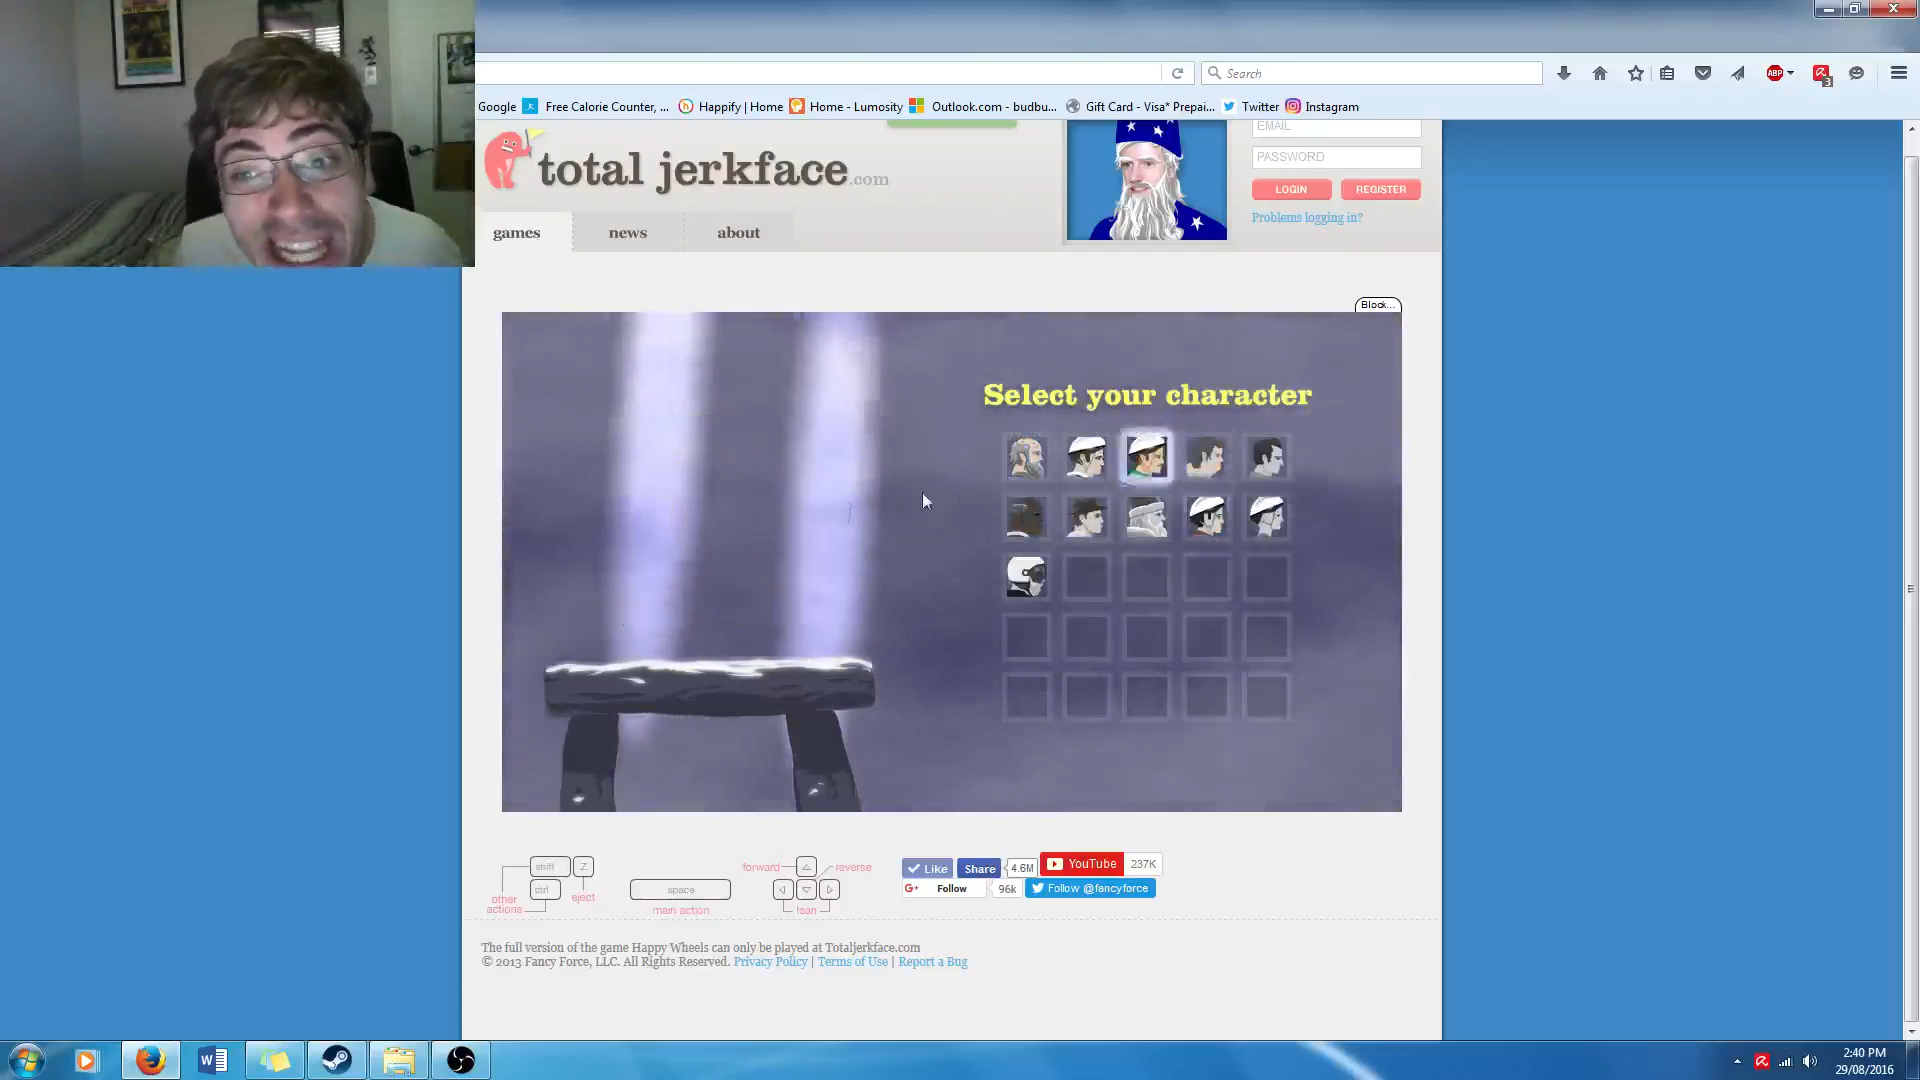 Search
ABP
3
Google
Free Calorie Counter, ...
Happify | Home
Home - Lumosity
Outlook.com - budbu...
Gift Card - Visa* Prepai...
Twitter
Instagram
total jerkface.com
EMAIL
PASSWORD
LOGIN
REGISTER
Problems logging in?
games
news
about
Block...
Select your character
shift
Z
ctrl
other
actions
eject
space
main action
forward
reverse
lean
Like
Share
4.6M
YouTube
237K
G+
Follow
96k
Follow @fancyforce
The full version of the game Happy Wheels can only be played at Totaljerkface.com
© 2013 Fancy Force, LLC. All Rights Reserved. Privacy Policy | Terms of Use | Report a Bug
2:40 PM
29/08/2016